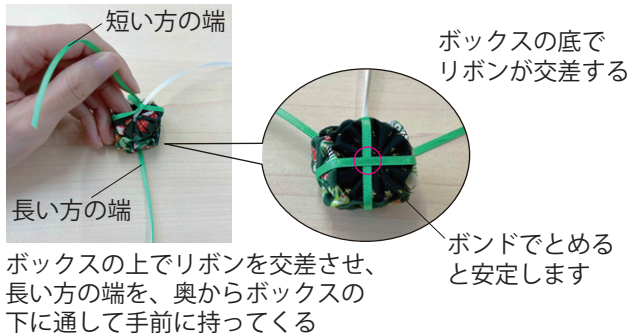 短い方の端
長い方の端
ボックスの底で
リボンが交差する
ボンドでとめる
と安定します
ボックスの上でリボンを交差させ、
長い方の端を、奥からボックスの
下に通して手前に持ってくる